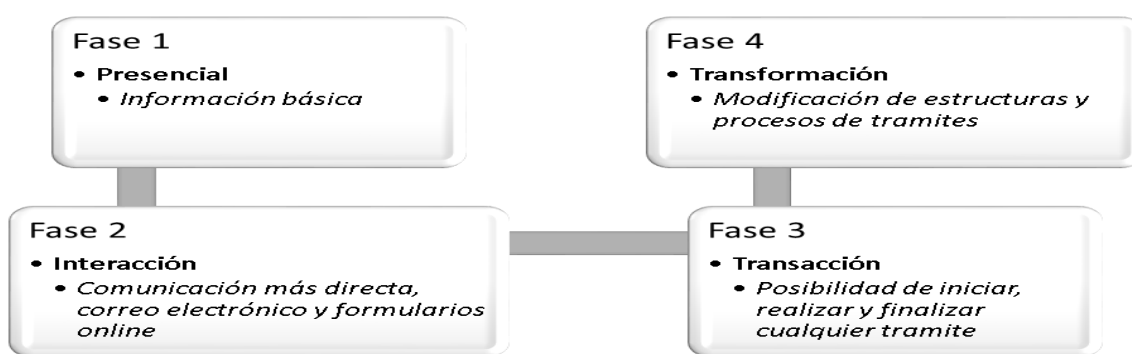 Fase 1
• Presencial
• Información básica
Fase 2
• Interacción
• Comunicación más directa,
correo electrónico y formularios
online
Fase 3
• Transacción
• Posibilidad de iniciar,
realizar y finalizar
cualquier tramite
Fase 4
• Transformación
• Modificación de estructuras y
procesos de tramites